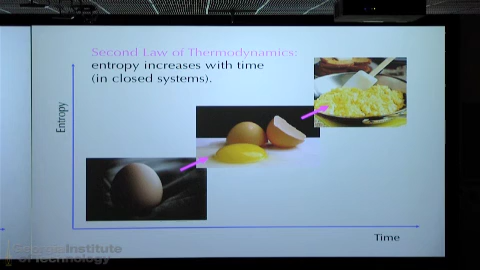 Second Law of Thermodynamics:
entropy increases with time
(in closed systems).
Entropy
Time
Institute
of Technology